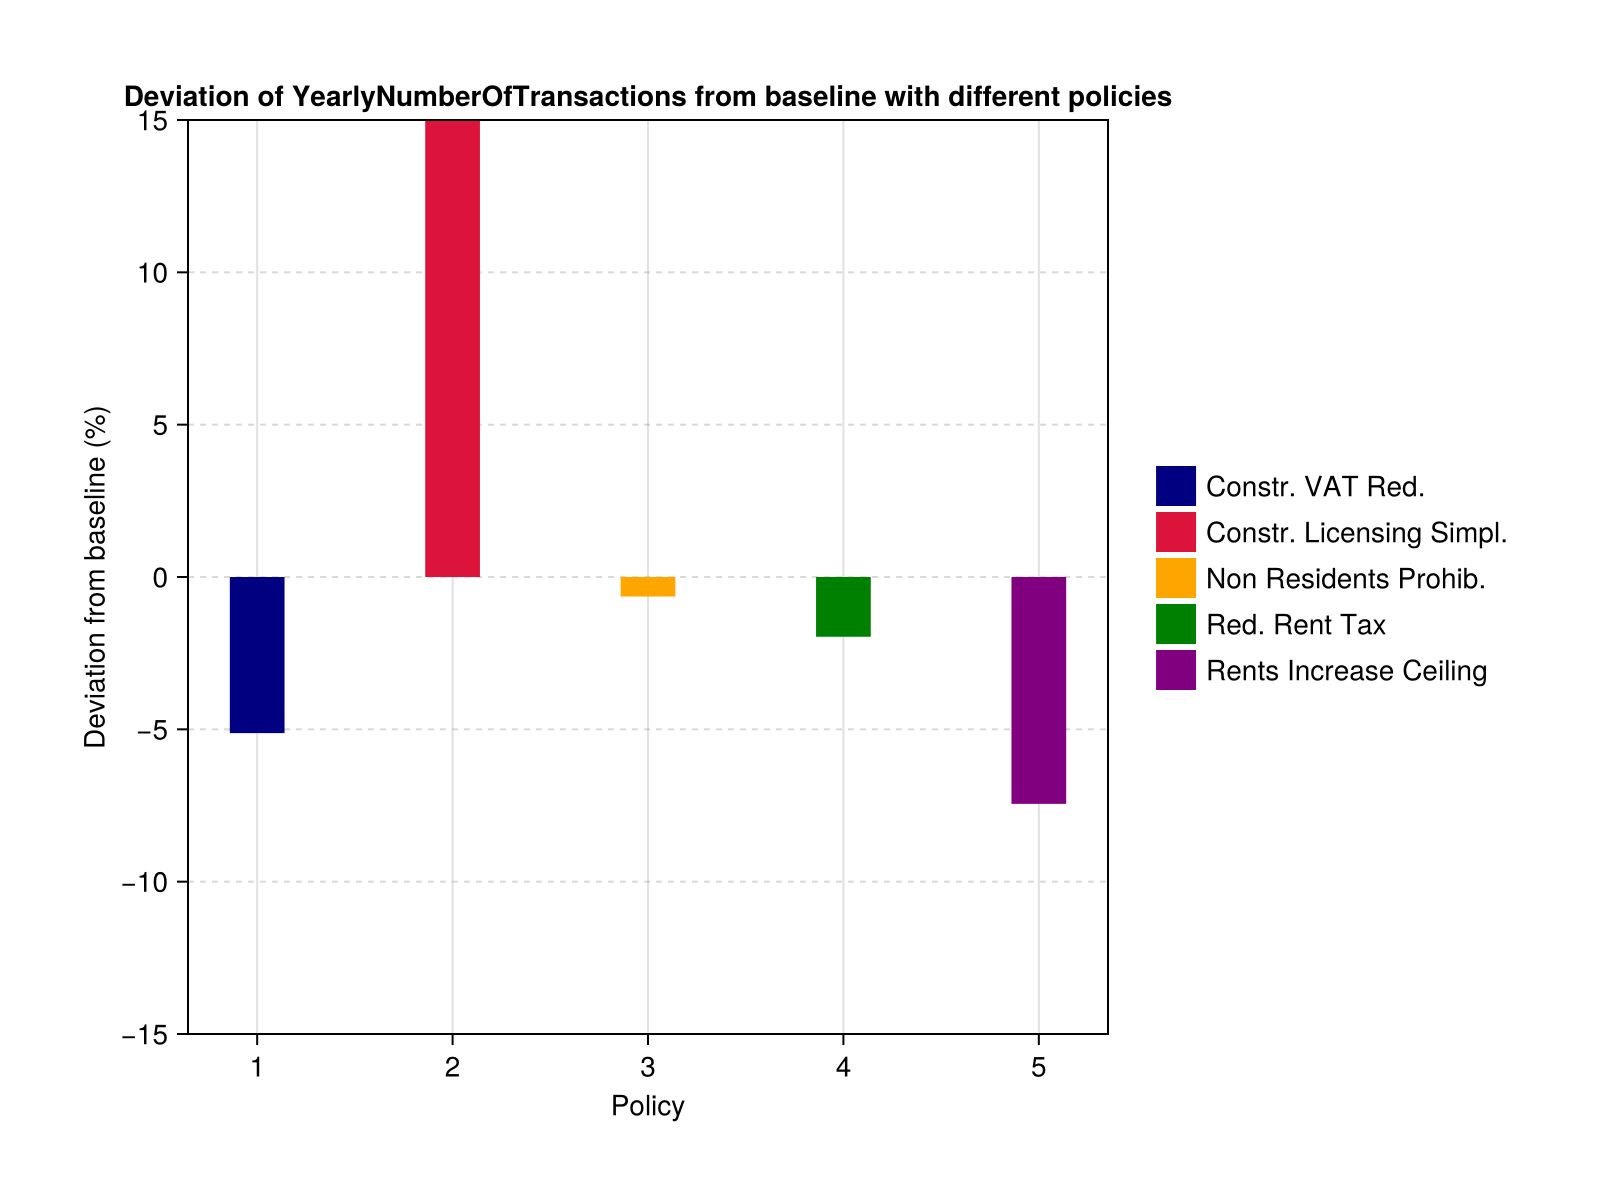 Deviation of YearlyNumberOfTransactions from baseline with different policies
15
10
5
0
−5
−10
−15
Deviation from baseline (%)
1 2 3 4 5
Policy
Constr. VAT Red.
Constr. Licensing Simpl.
Non Residents Prohib.
Red. Rent Tax
Rents Increase Ceiling